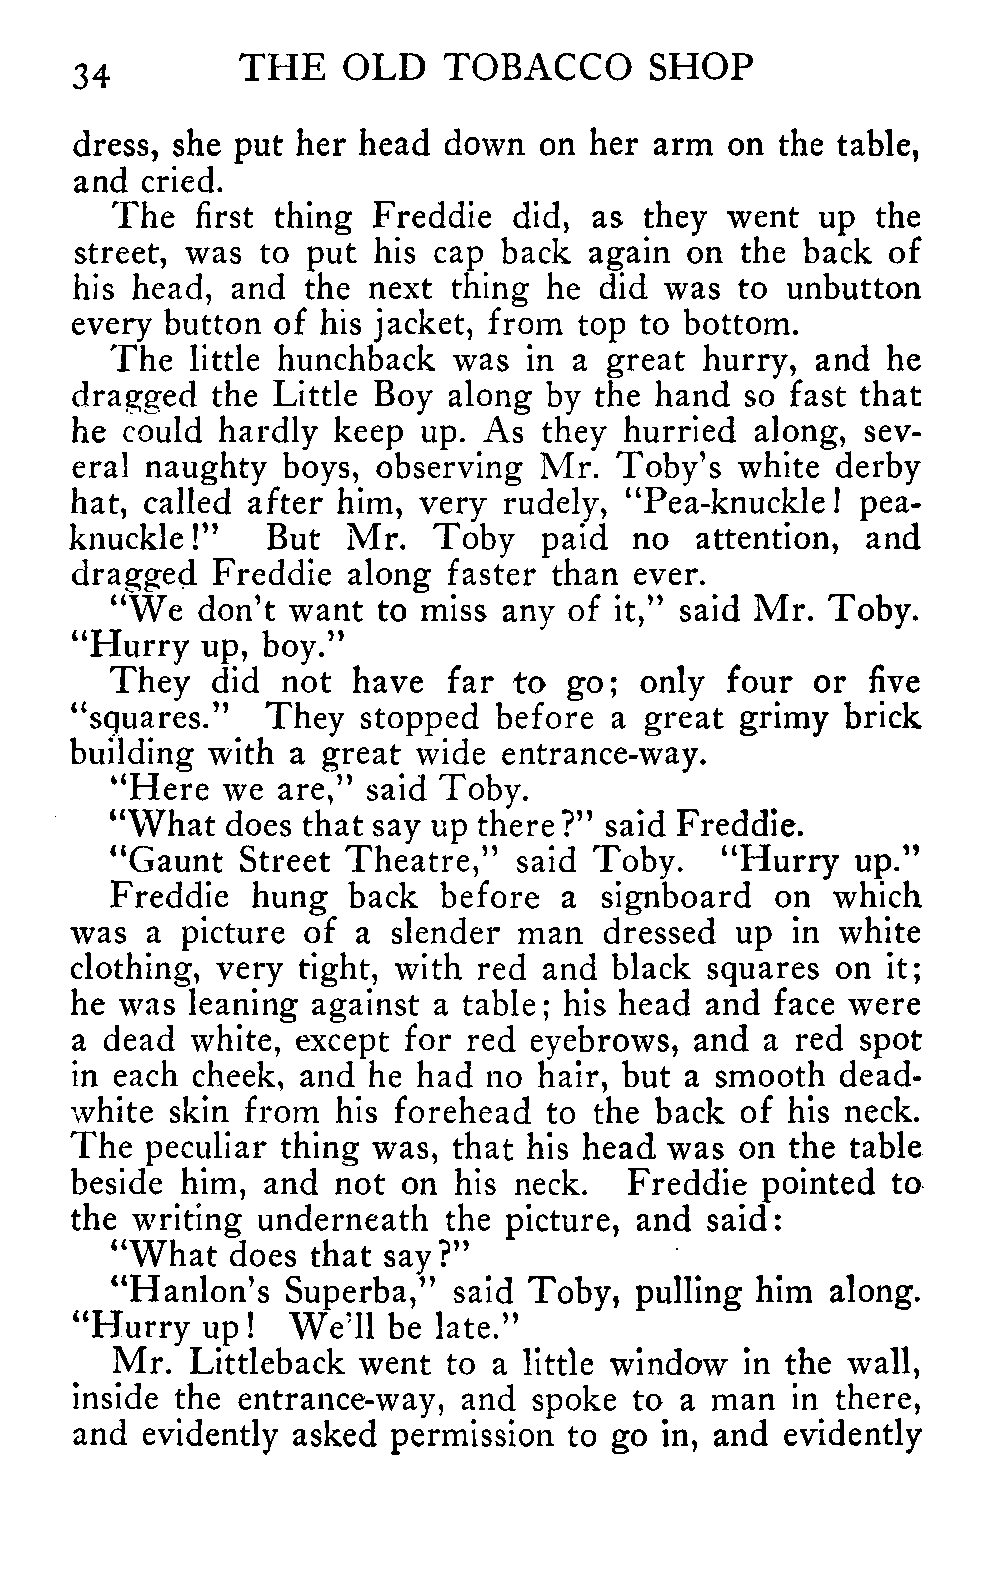 34 THE OLD TOBACCO SHOP
dress, she put her head down on her arm on the table,
and cried.
The first thing Freddie did, as they went up the
street, was to put his cap back again on the back of
his head, and the next thing he did was to unbutton
every button of his jacket, from top to bottom.
The little hunchback was in a great hurry, and he
dragged the Little Boy along by the hand so fast that
he could hardly keep up. As they hurried along, sev-
eral naughty boys, observing Mr. Toby's white derby
hat, called after him, very rudely, "Pea-knuckle! pea-
knuckle!" But Mr. Toby paid no attention, and
dragged Freddie along faster than ever.
"We don't want to miss any of it," said Mr. Toby.
"Hurry up, boy."
They did not have far to go; only four or five
"squares." They stopped before a great grimy brick
building with a great wide entrance-way.
"Here we are," said Toby.
"What does that say up there?" said Freddie.
"Gaunt Street Theatre," said Toby. "Hurry up."
Freddie hung back before a signboard on which
was a picture of a slender man dressed up in white
clothing, very tight, with red and black squares on it;
he was leaning against a table; his head and face were
a dead white, except for red eyebrows, and a red spot
in each cheek, and he had no hair, but a smooth dead-
white skin from his forehead to the back of his neck.
The peculiar thing was, that his head was on the table
beside him, and not on his neck. Freddie pointed to
the writing underneath the picture, and said:
"What does that say?"
"Hanlon's Superba," said Toby, pulling him along.
"Hurry up! We'll be late."
Mr. Littleback went to a little window in the wall,
inside the entrance-way, and spoke to a man in there,
and evidently asked permission to go in, and evidently